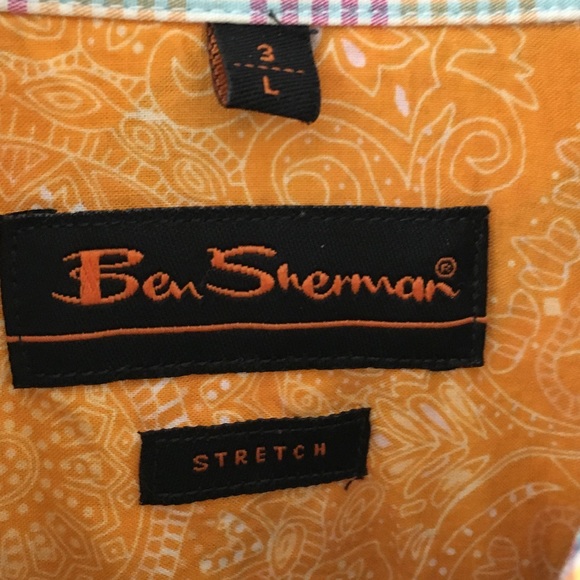 3
L
Ben Sherman®
STRETCH